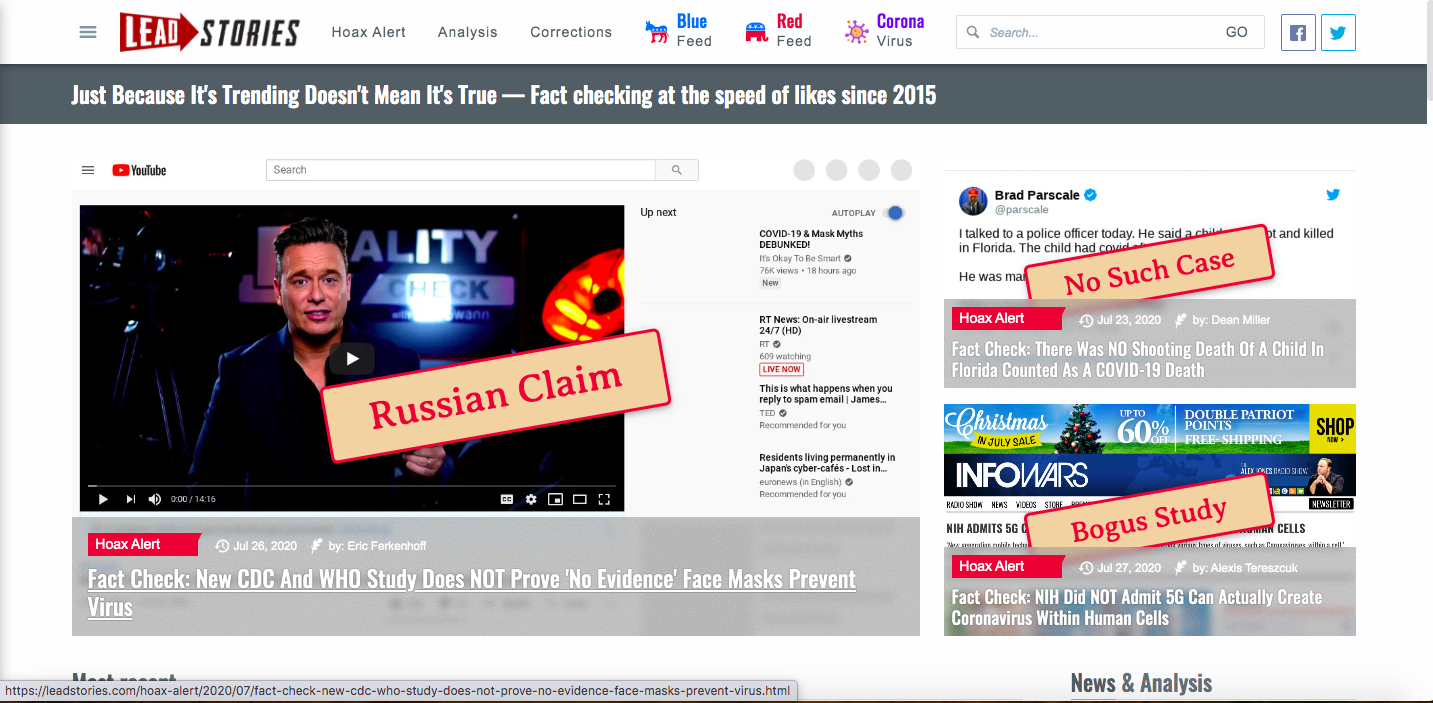 LEAD STORIES
Hoax Alert
Analysis
Corrections
Blue Feed
Red Feed
Corona Virus
Search...
GO
Just Because It's Trending Doesn't Mean It's True — Fact checking at the speed of likes since 2015
YouTube
Search
ALITY
CHECK
Russian Claim
0:00 / 14:16
Up next
AUTOPLAY
COVID-19 & Mask Myths
DEBUNKED!
It's Okay To Be Smart
76K views • 18 hours ago
New
RT News: On-air livestream
24/7 (HD)
RT
609 watching
LIVE NOW
This is what happens when you
reply to spam email | James...
TED
Recommended for you
Residents living permanently in
Japan's cyber-cafés - Lost in...
euronews (in English)
Recommended for you
Hoax Alert
Jul 26, 2020
by: Eric Ferkenhoff
Fact Check: New CDC And WHO Study Does NOT Prove 'No Evidence' Face Masks Prevent
Virus
Brad Parscale
@parscale
I talked to a police officer today. He said a child and killed
in Florida. The child had covid
He was
No Such Case
Hoax Alert
Jul 23, 2020
by: Dean Miller
Fact Check: There Was NO Shooting Death Of A Child In
Florida Counted As A COVID-19 Death
Christmas
IN JULY SALE
UP TO
60% OFF
DOUBLE PATRIOT
POINTS
FREE-SHIPPING
SHOP
NOW >
INFOWARS
THE ALEX JONES RADIO SHOW
RADIO SHOW NEWS VIDEOS STORE
NEWSLETTER
NIH ADMITS 5G CELLS
Bogus Study
Hoax Alert
Jul 27, 2020
by: Alexis Tereszcuk
Fact Check: NIH Did NOT Admit 5G Can Actually Create
Coronavirus Within Human Cells
Most recent
News & Analysis
https://leadstories.com/hoax-alert/2020/07/fact-check-new-cdc-who-study-does-not-prove-no-evidence-face-masks-prevent-virus.html